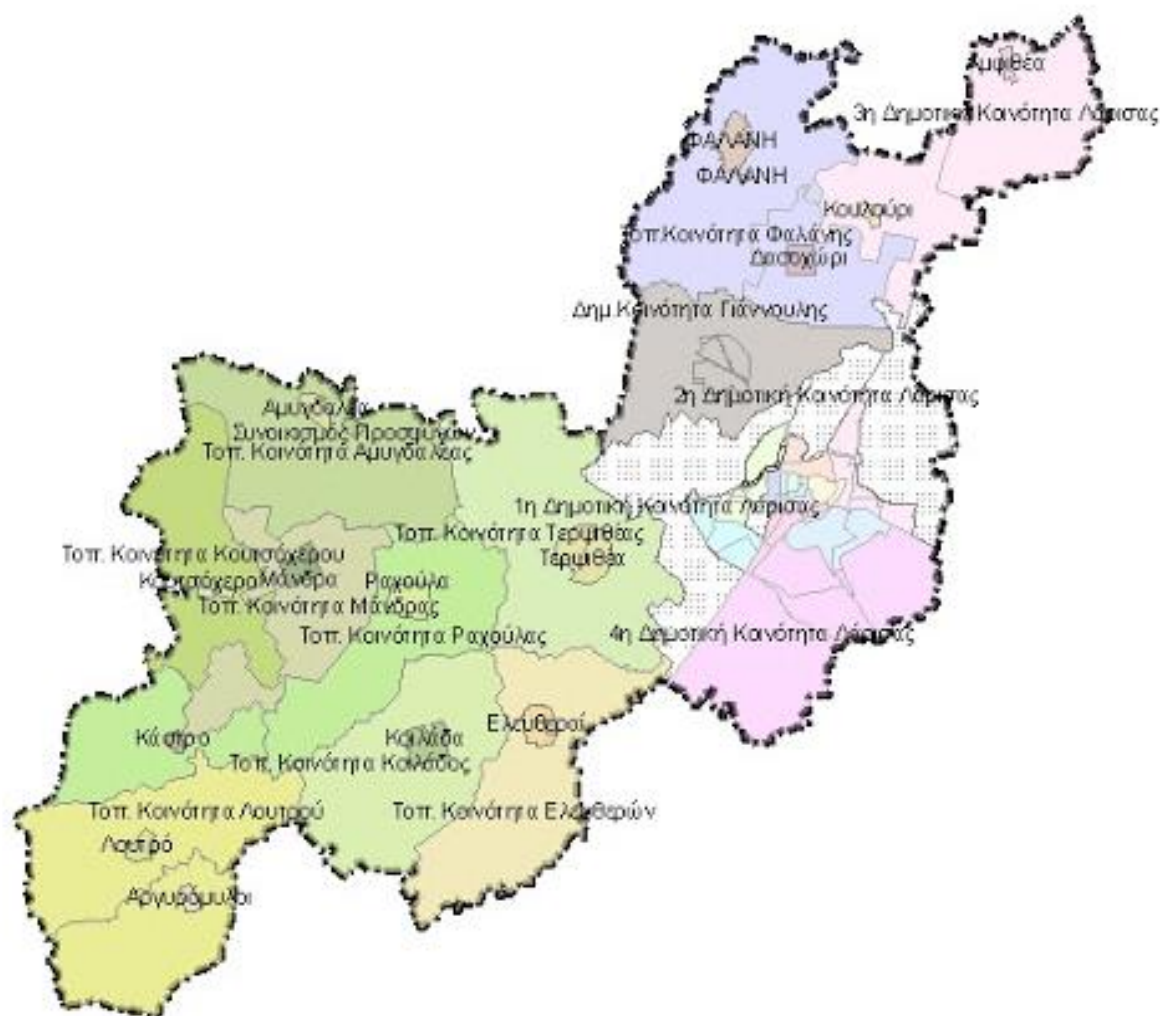 Αμφιθέα
3η Δημοτική Κοινότητα Λάρισας
ΦΑΛΑΝΗ
ΦΑΛΑΝΗ
Κουλούρι
Τοπ.Κοινότητα Φαλάνης
Δασοχώρι
Δημ.Κοινότητα Γιάννουλης
2η Δημοτική Κοινότητα Λάρισας
Αμυγδαλέα
Συνοικισμός Προσφύγων
Τοπ. Κοινότητα Αμυγδαλέας
1η Δημοτική Κοινότητα Λάρισας
Τοπ. Κοινότητα Τερψιθέας
Τερψιθέα
Τοπ. Κοινότητα Κουτσόχερου
Κουτσόχερο
Μάνδρα
Ραχούλα
Τοπ. Κοινότητα Μάνδρας
Τοπ. Κοινότητα Ραχούλας
4η Δημοτική Κοινότητα Λάρισας
Κάστρο
Κοιλάδα
Ελευθεραί
Τοπ. Κοινότητα Κοιλάδος
Τοπ. Κοινότητα Λουτρού
Τοπ. Κοινότητα Ελευθερών
Λουτρό
Αργυρόμυλοι